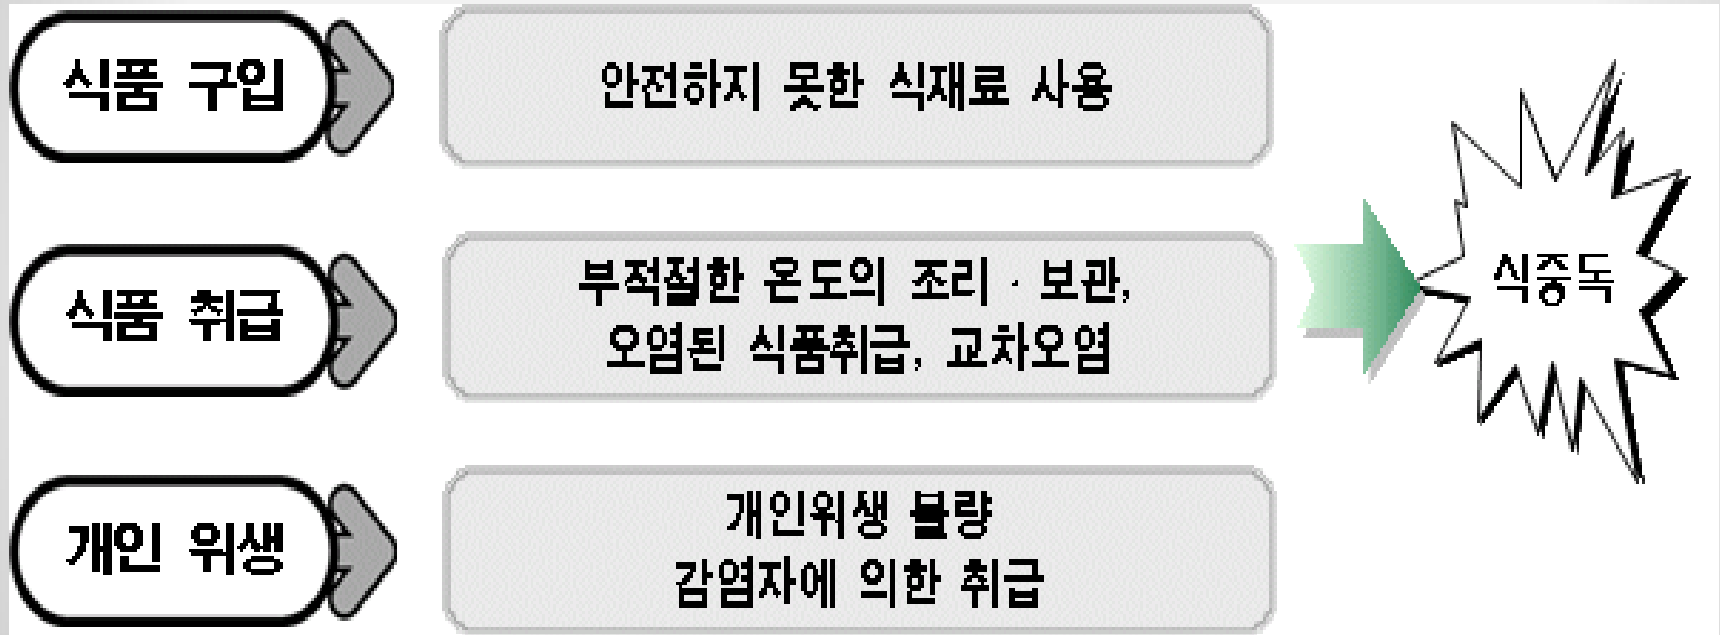 식품 구입
안전하지 못한 식재료 사용
식품 취급
부적절한 온도의 조리 · 보관,
오염된 식품취급, 교차오염
개인 위생
개인위생 불량
감염자에 의한 취급
식중독